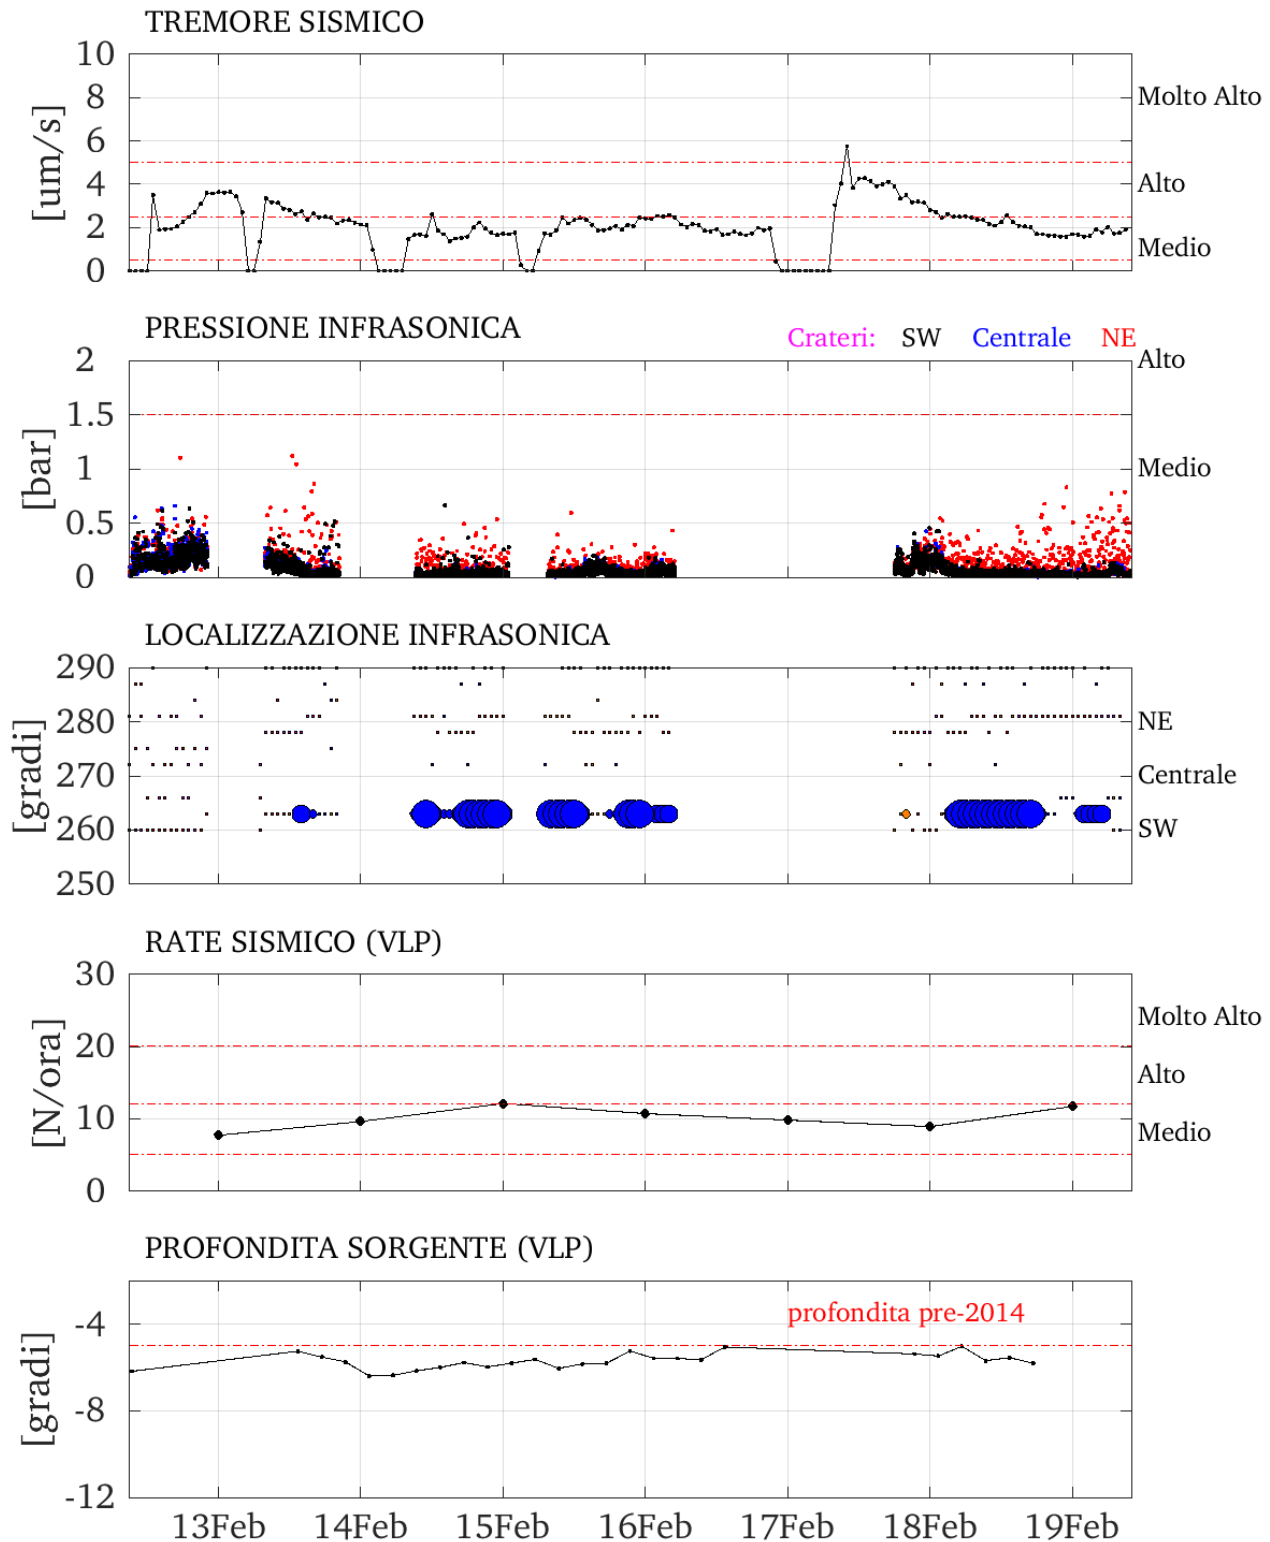 TREMORE SISMICO
10
8
6
4
2
0
[um/s]
Molto Alto
Alto
Medio
PRESSIONE INFRASONICA
Crateri: SW Centrale NE
2
1.5
1
0.5
0
[bar]
Alto
Medio
LOCALIZZAZIONE INFRASONICA
290
280
270
260
250
[gradi]
NE
Centrale
SW
RATE SISMICO (VLP)
30
20
10
0
[N/ora]
Molto Alto
Alto
Medio
PROFONDITA SORGENTE (VLP)
profondita pre-2014
-4
-8
-12
[gradi]
13Feb 14Feb 15Feb 16Feb 17Feb 18Feb 19Feb